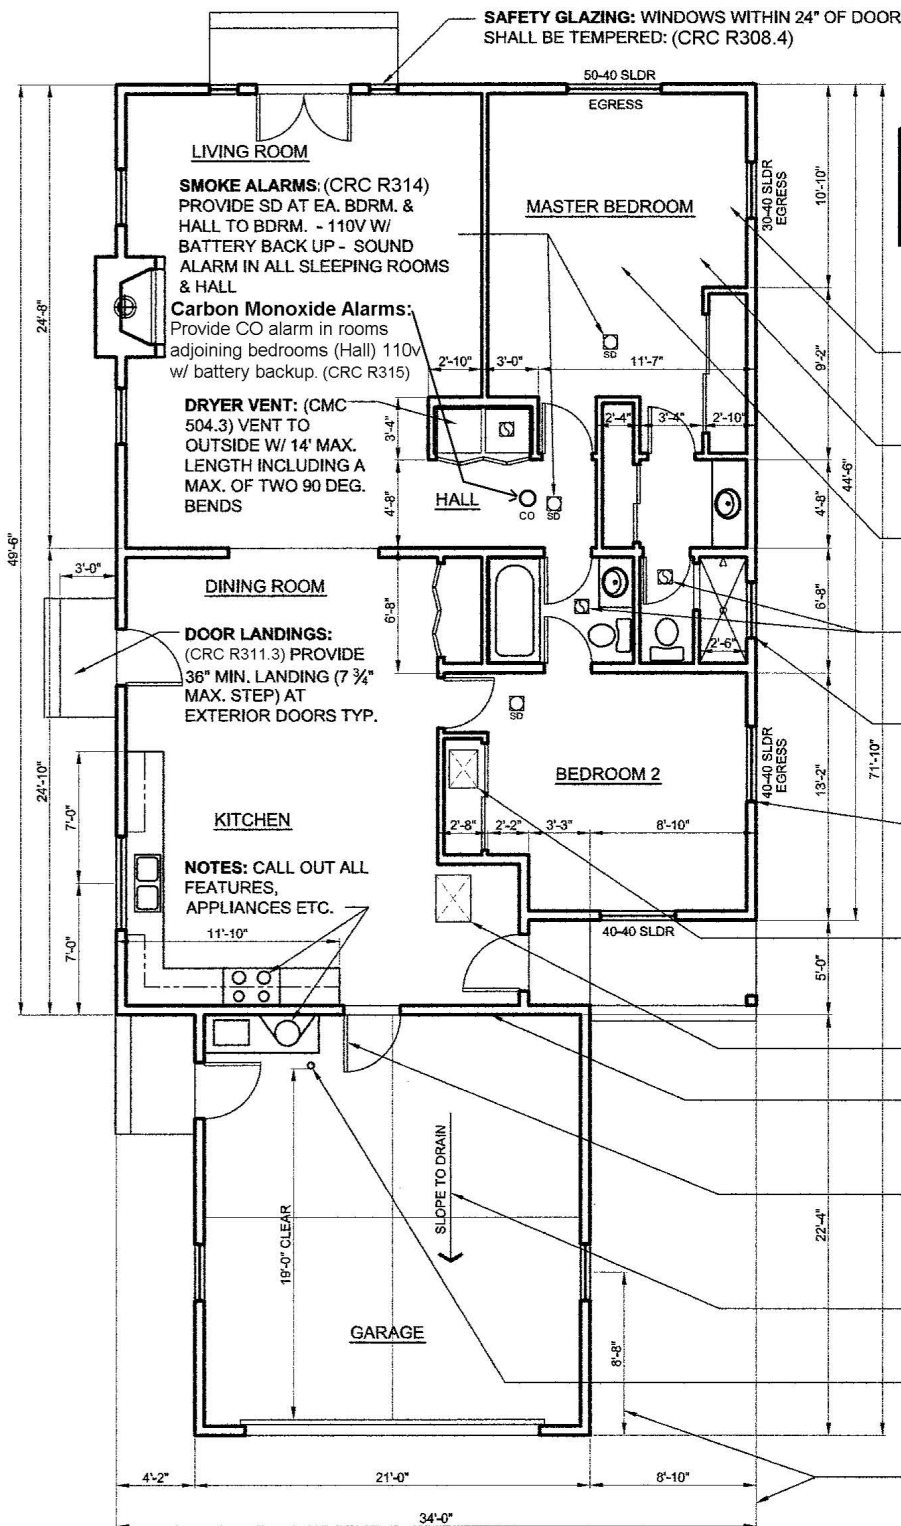 SAFETY GLAZING: WINDOWS WITHIN 24" OF DOOR
SHALL BE TEMPERED: (CRC R308.4)
50-40 SLDR
EGRESS
LIVING ROOM
SMOKE ALARMS: (CRC R314)
PROVIDE SD AT EA. BDRM. &
HALL TO BDRM. - 110V W/
BATTERY BACK UP - SOUND
ALARM IN ALL SLEEPING ROOMS
& HALL
MASTER BEDROOM
30-40 SLDR
EGRESS
10'-10"
24'-8"
Carbon Monoxide Alarms:
Provide CO alarm in rooms
adjoining bedrooms (Hall) 110v
w/ battery backup. (CRC R315)
SD
2'-10"
3'-0"
11'-7"
9'-2"
DRYER VENT: (CMC
504.3) VENT TO
OUTSIDE W/ 14' MAX.
LENGTH INCLUDING A
MAX. OF TWO 90 DEG.
BENDS
3'-4"
2'-4"
3'-4"
2'-10"
44'-6"
4'-8"
HALL
CO
SD
4'-6"
49'-6"
3'-0"
DINING ROOM
6'-8"
6'-8"
2'-6"
DOOR LANDINGS:
(CRC R311.3) PROVIDE
36" MIN. LANDING (7 ¾"
MAX. STEP) AT
EXTERIOR DOORS TYP.
SD
24'-10"
7'-0"
BEDROOM 2
40-40 SLDR
EGRESS
13'-2"
71'-10"
KITCHEN
2'-8"
2'-2"
3'-3"
8'-10"
NOTES: CALL OUT ALL
FEATURES,
APPLIANCES ETC.
11'-10"
7'-0"
40-40 SLDR
5'-0"
SLOPE TO DRAIN
19'-0" CLEAR
22'-4"
GARAGE
8'-8"
4'-2"
21'-0"
8'-10"
34'-0"